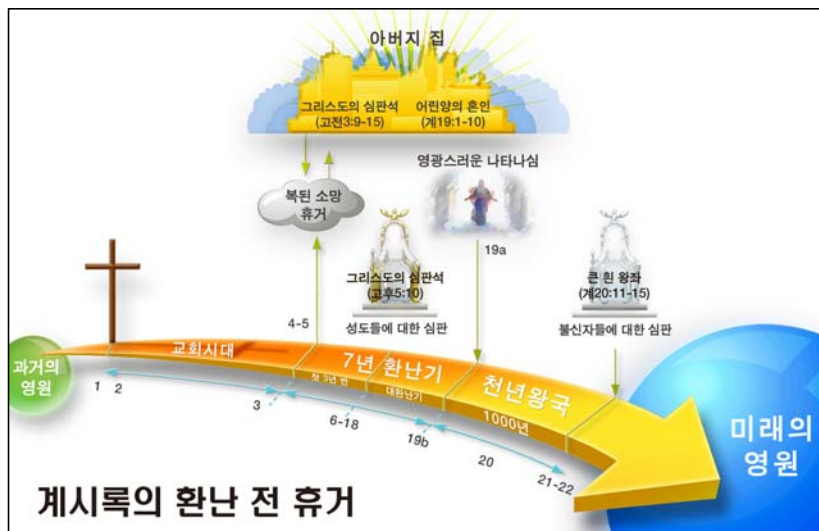 아버지 집
그리스도의 심판석
(고전3:9-15)
어린양의 혼인
(계19:1-10)
복된 소망
휴거
영광스러운 나타나심
19a
그리스도의 심판석
(고후5:10)
성도들에 대한 심판
큰 흰 왕좌
(계20:11-15)
불신자들에 대한 심판
4-5
과거의
영원
교회시대
7년 환난기
첫 3년 반
대환난기
천년왕국
1000년
미래의
영원
1
2
3
6-18
19b
20
21-22
계시록의 환난 전 휴거